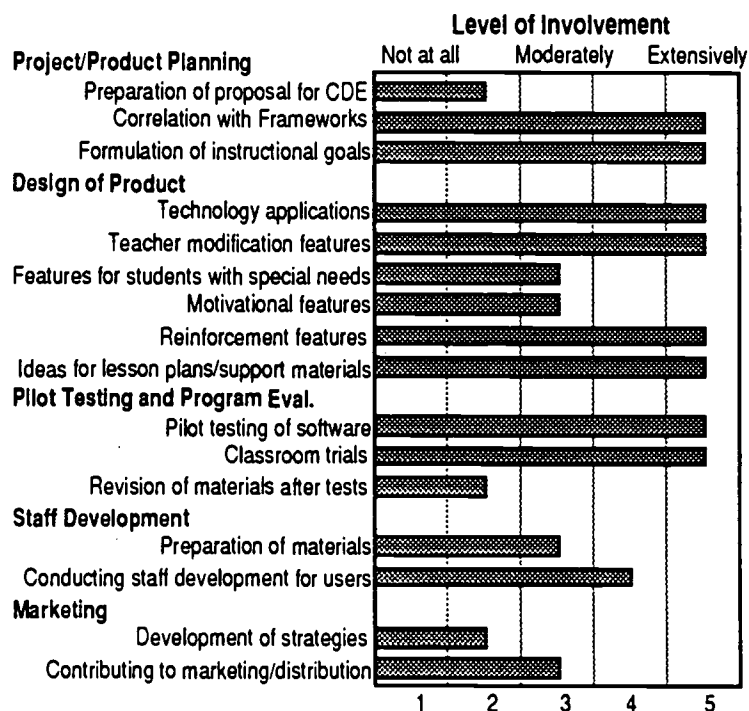 Level of Involvement
Not at all Moderately Extensively
Project/Product Planning
Preparation of proposal for CDE
Correlation with Frameworks
Formulation of instructional goals
Design of Product
Technology applications
Teacher modification features
Features for students with special needs
Motivational features
Reinforcement features
Ideas for lesson plans/support materials
Pilot Testing and Program Eval.
Pilot testing of software
Classroom trials
Revision of materials after tests
Staff Development
Preparation of materials
Conducting staff development for users
Marketing
Development of strategies
Contributing to marketing/distribution
1 2 3 4 5